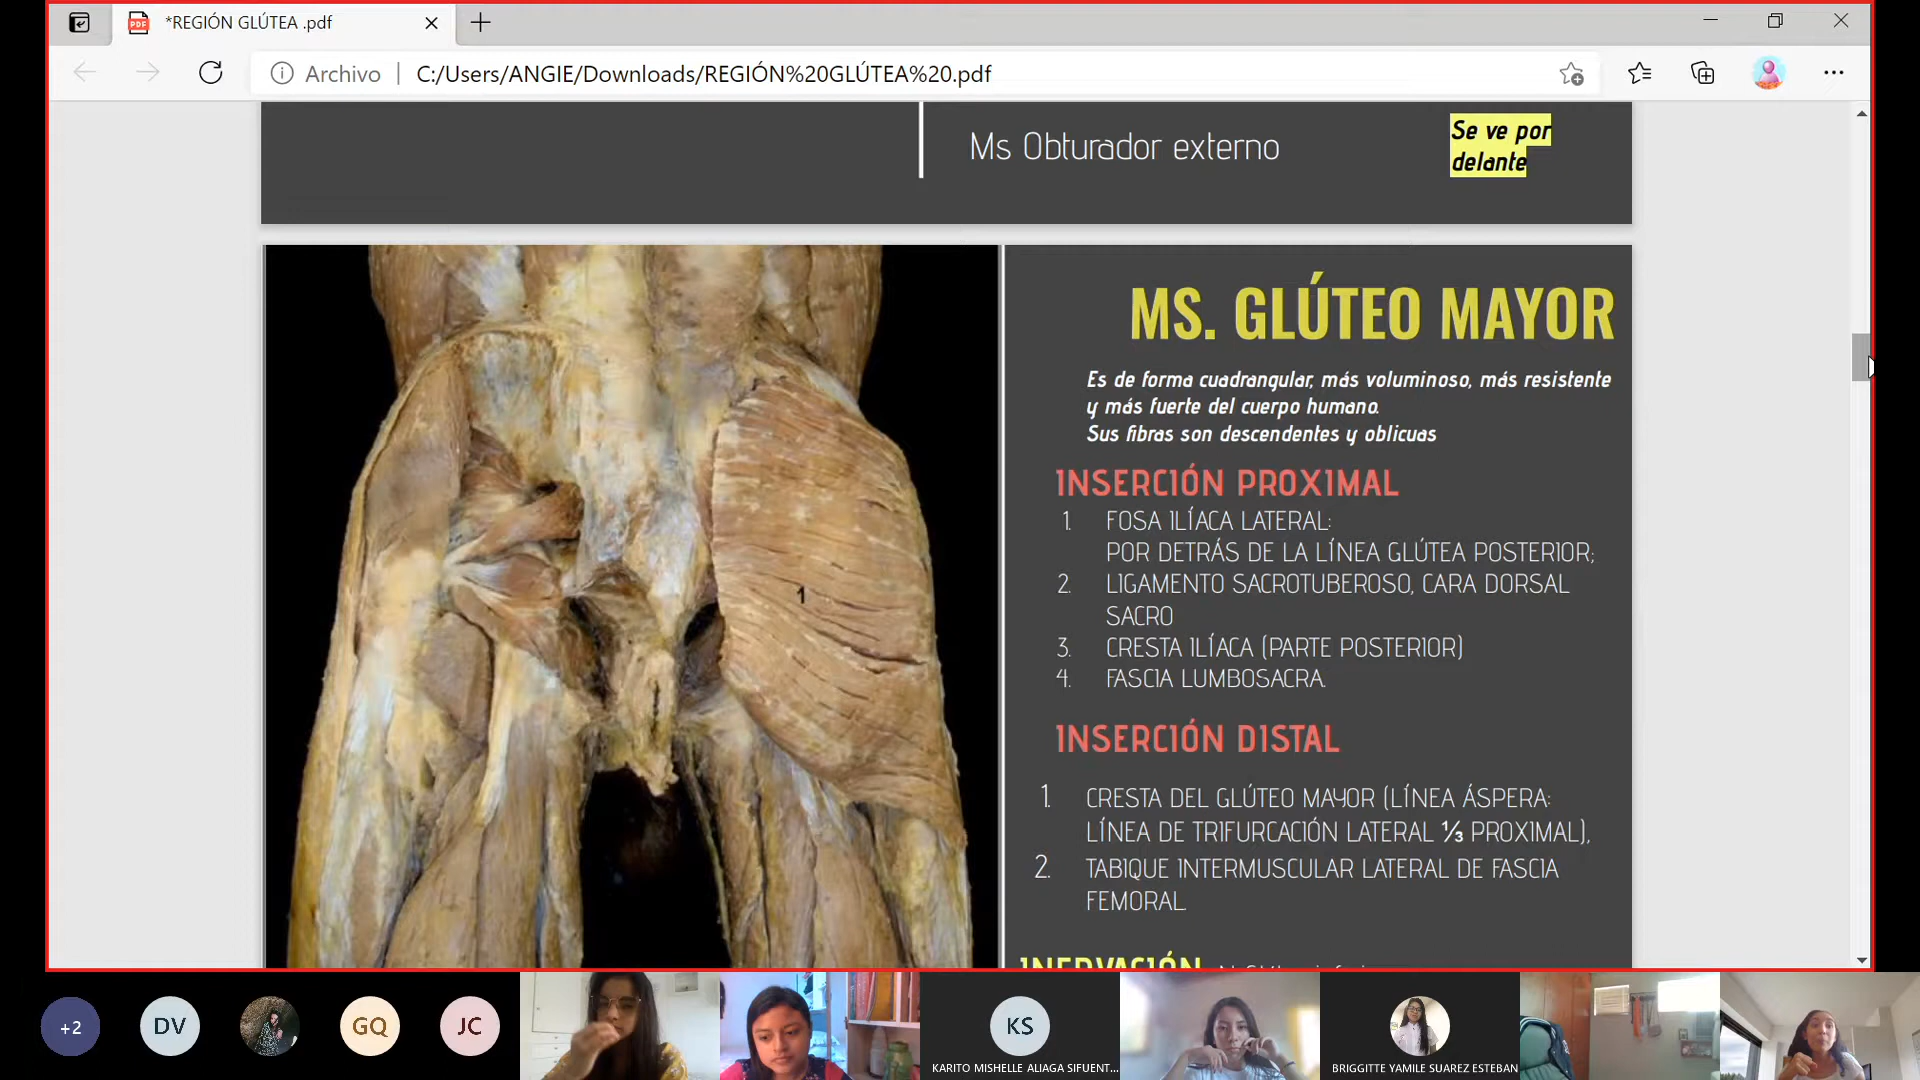 *REGIÓN GLÚTEA .pdf
Archivo
C:/Users/ANGIE/Downloads/REGIÓN%20GLÚTEA%20.pdf
Ms Obturador externo
Se ve por
delante
MS. GLÚTEO MAYOR
Es de forma cuadrangular, más voluminoso, más resistente
y más fuerte del cuerpo humano.
Sus fibras son descendentes y oblicuas
INSERCIÓN PROXIMAL
1. FOSA ILÍACA LATERAL:
POR DETRÁS DE LA LÍNEA GLÚTEA POSTERIOR;
2. LIGAMENTO SACROTUBEROSO, CARA DORSAL
SACRO
3. CRESTA ILÍACA (PARTE POSTERIOR)
4. FASCIA LUMBOSACRA.
1
INSERCIÓN DISTAL
1. CRESTA DEL GLÚTEO MAYOR (LÍNEA ÁSPERA:
LÍNEA DE TRIFURCACIÓN LATERAL ⅓ PROXIMAL),
2. TABIQUE INTERMUSCULAR LATERAL DE FASCIA
FEMORAL.
INERVACIÓN
+2
DV
GQ
JC
KS
KARITO MISHELLE ALIAGA SIFUENT...
BRIGGITTE YAMILE SUAREZ ESTEBAN